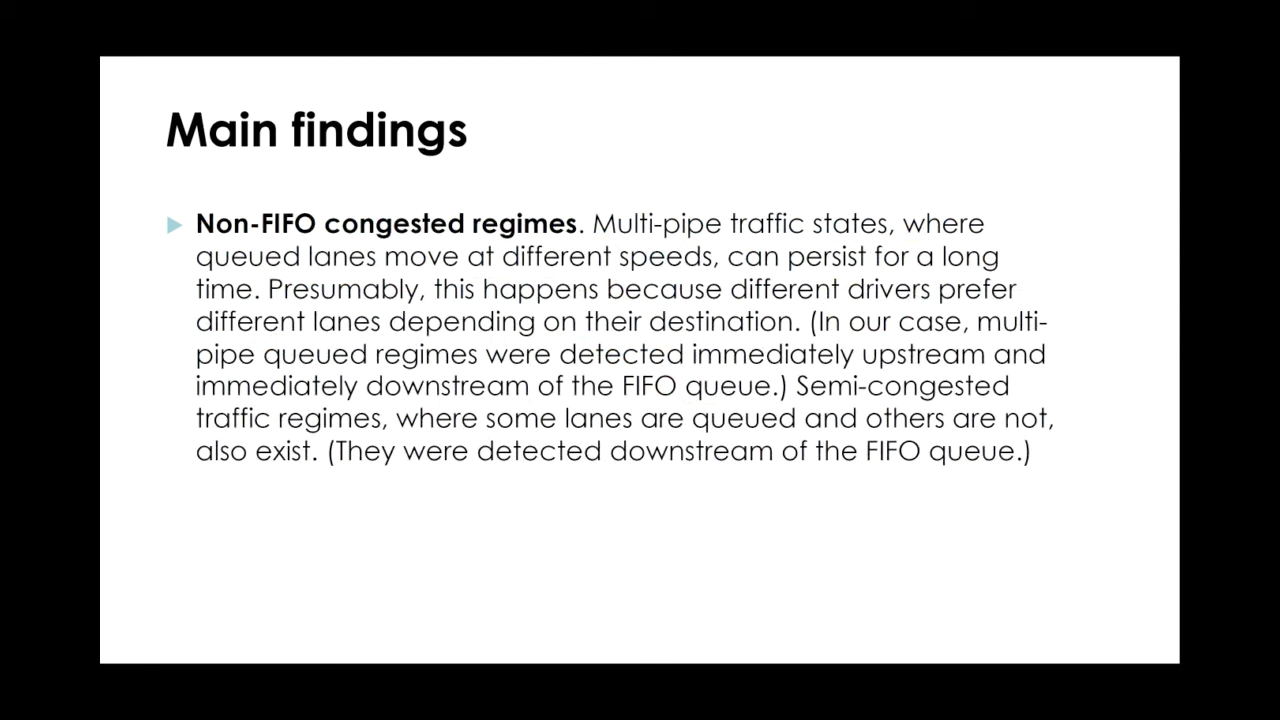 Main findings
Non-FIFO congested regimes. Multi-pipe traffic states, where
queued lanes move at different speeds, can persist for a long
time. Presumably, this happens because different drivers prefer
different lanes depending on their destination. (In our case, multi-
pipe queued regimes were detected immediately upstream and
immediately downstream of the FIFO queue.) Semi-congested
traffic regimes, where some lanes are queued and others are not,
also exist. (They were detected downstream of the FIFO queue.)